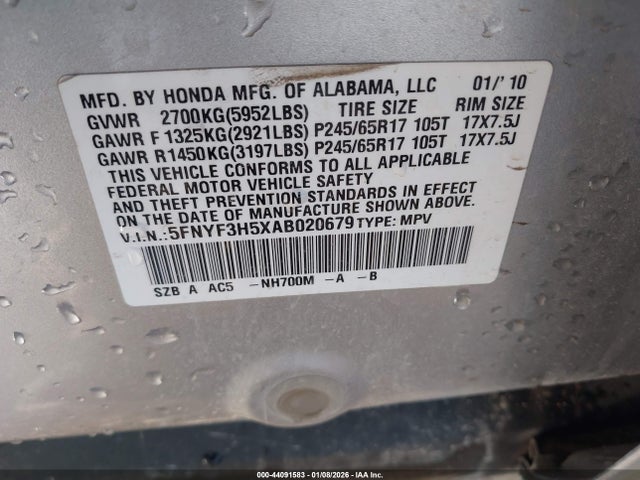 MFD. BY HONDA MFG. OF ALABAMA, LLC 01/'10
GVWR 2700KG(5952LBS) TIRE SIZE RIM SIZE
GAWR F1325KG(2921LBS) P245/65R17 105T 17X7.5J
GAWR R1450KG(3197LBS) P245/65R17 105T 17X7.5J
THIS VEHICLE CONFORMS TO ALL APPLICABLE
FEDERAL MOTOR VEHICLE SAFETY
AND THEFT PREVENTION STANDARDS IN EFFECT
ON THE DATE OF MANUFACTURE SHOWN ABOVE.
V.I.N.:5FNYF3H5XAB020679 TYPE: MPV
SZB A AC5 -NH700M -A -B
000-44091583 - 01/08/2026 - IAA Inc.